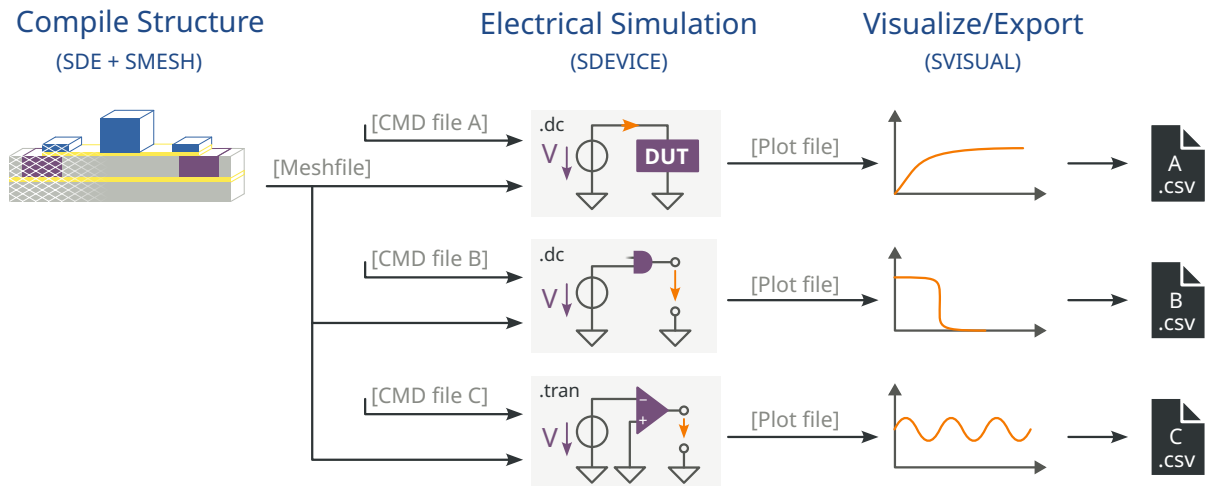 Compile Structure
(SDE + SMESH)
Electrical Simulation
(SDEVICE)
Visualize/Export
(SVISUAL)
[CMD file A]
[Meshfile]
.dc
V
DUT
[Plot file]
A
.csv
[CMD file B]
.dc
V
[Plot file]
B
.csv
[CMD file C]
.tran
V
−
+
[Plot file]
C
.csv